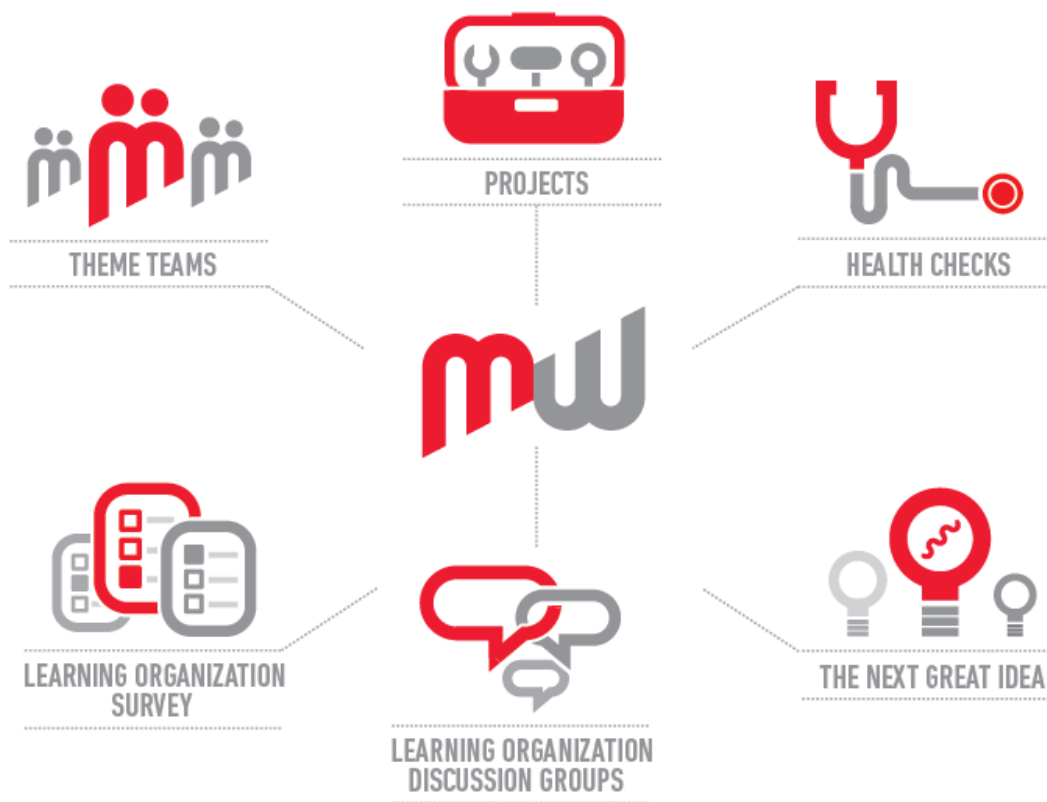 PROJECTS
THEME TEAMS
HEALTH CHECKS
mw
LEARNING ORGANIZATION
SURVEY
THE NEXT GREAT IDEA
LEARNING ORGANIZATION
DISCUSSION GROUPS